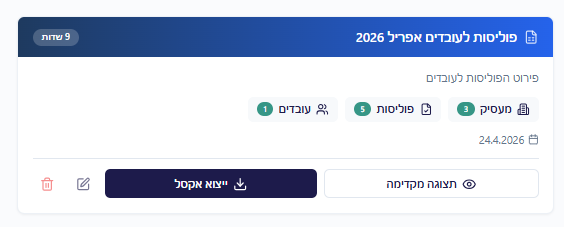 פוליסות לעובדים אפריל 2026
9 שדות
פירוט הפוליסות לעובדים
מעסיק 3 פוליסות 5 עובדים 1
24.4.2026
תצוגה מקדימה ייצוא אקסל